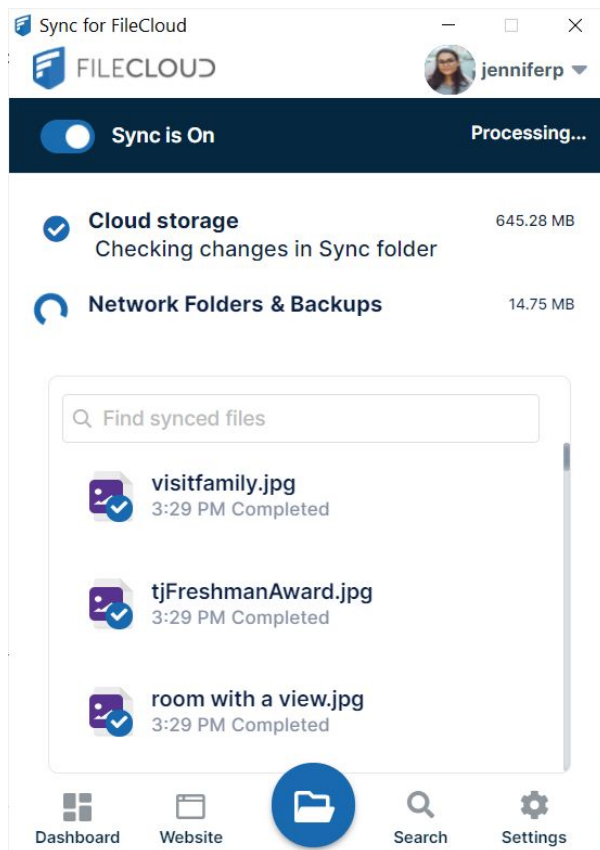 Sync for FileCloud
FILECLOUD
jenniferp
Sync is On
Processing...
Cloud storage
645.28 MB
Checking changes in Sync folder
Network Folders & Backups
14.75 MB
Find synced files
visitfamily.jpg
3:29 PM Completed
tjFreshmanAward.jpg
3:29 PM Completed
room with a view.jpg
3:29 PM Completed
Dashboard
Website
Search
Settings